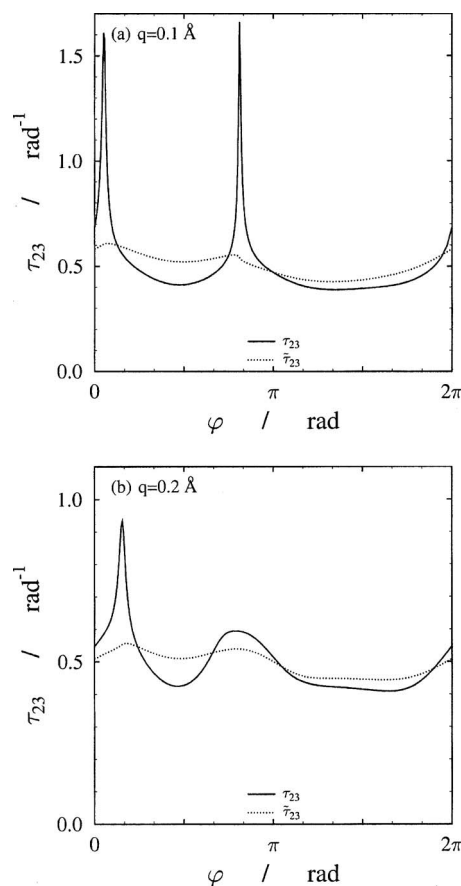 (a) q=0.1 Å
1.5
1.0
0.5
0.0
τ₂₃ / rad⁻¹
τ₂₃
τ̃₂₃
0 π 2π
φ / rad
(b) q=0.2 Å
1.0
0.5
0.0
τ₂₃ / rad⁻¹
τ₂₃
τ̃₂₃
0 π 2π
φ / rad